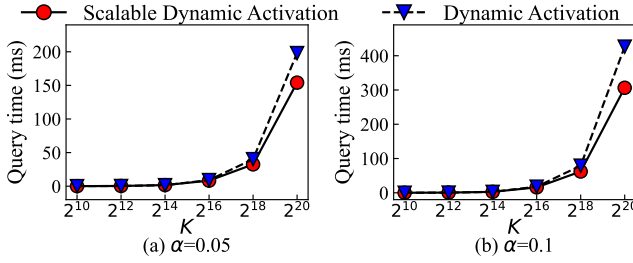 Scalable Dynamic Activation Dynamic Activation
Query time (ms)
200
150
100
50
0
2^10 2^12 2^14 2^16 2^18 2^20
K
(a) α=0.05
Query time (ms)
400
300
200
100
0
2^10 2^12 2^14 2^16 2^18 2^20
K
(b) α=0.1